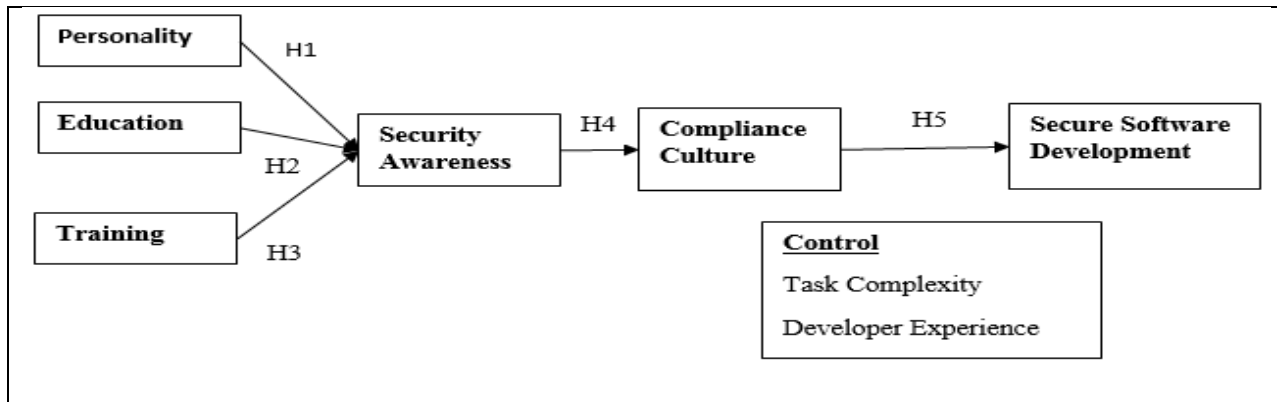 Personality
H1
Education
H2
Training
H3
Security
Awareness
H4
Compliance
Culture
H5
Secure Software
Development
Control
Task Complexity
Developer Experience